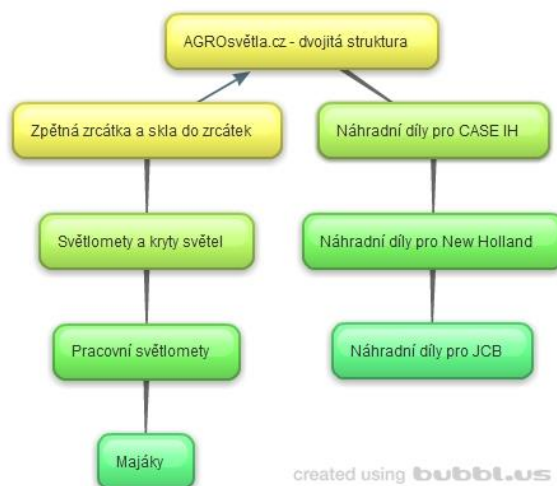 AGROsvětla.cz - dvojitá struktura
Zpětná zrcátka a skla do zrcátek
Náhradní díly pro CASE IH
Světlomety a kryty světel
Náhradní díly pro New Holland
Pracovní světlomety
Náhradní díly pro JCB
Majáky
created using bubbl.us